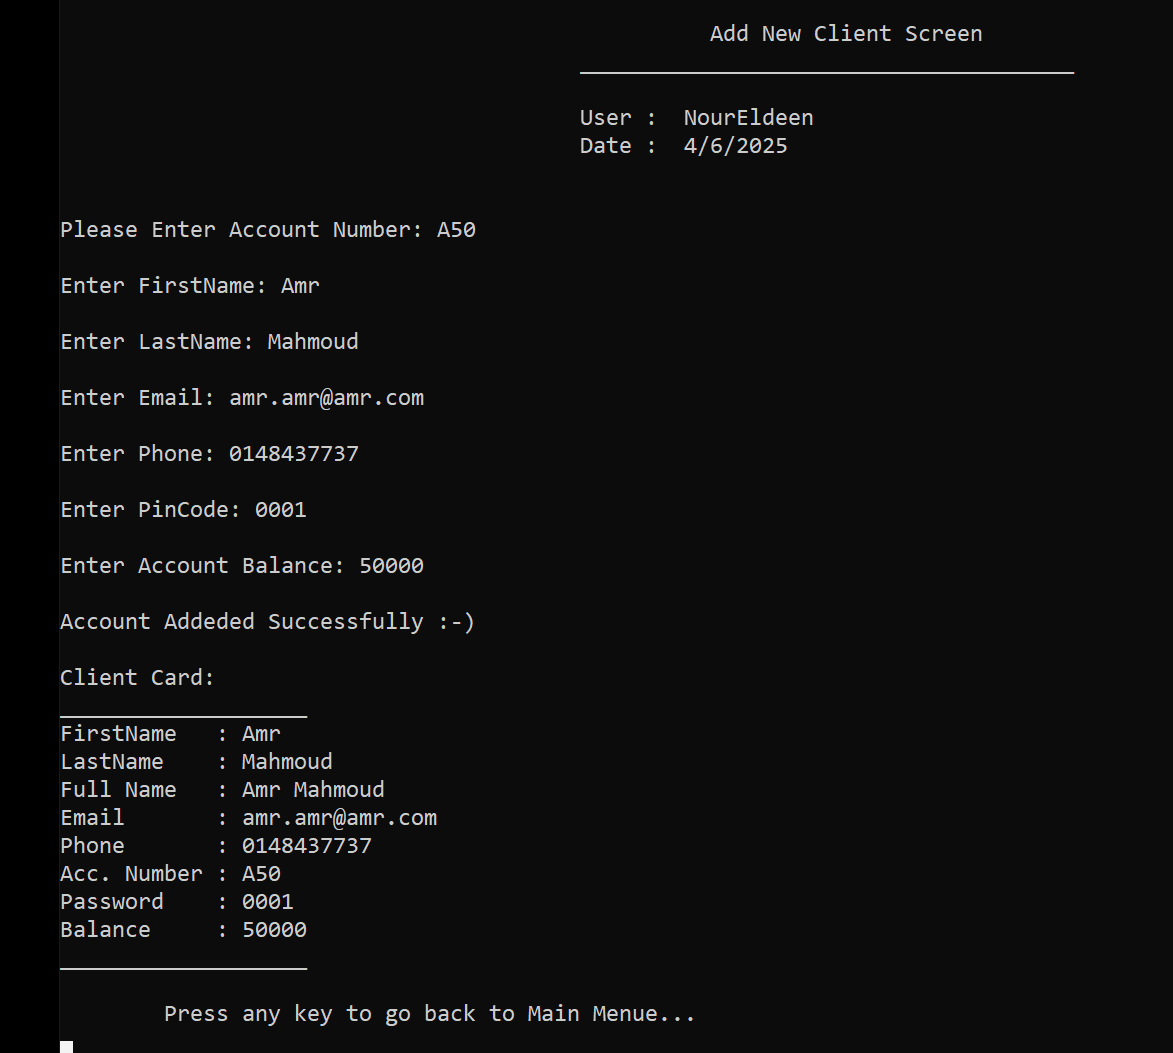 Add New Client Screen
User : NourEldeen
Date : 4/6/2025
Please Enter Account Number: A50
Enter FirstName: Amr
Enter LastName: Mahmoud
Enter Email: amr.amr@amr.com
Enter Phone: 0148437737
Enter PinCode: 0001
Enter Account Balance: 50000
Account Addeded Successfully :-)
Client Card:
FirstName : Amr
LastName : Mahmoud
Full Name : Amr Mahmoud
Email : amr.amr@amr.com
Phone : 0148437737
Acc. Number : A50
Password : 0001
Balance : 50000
Press any key to go back to Main Menue...